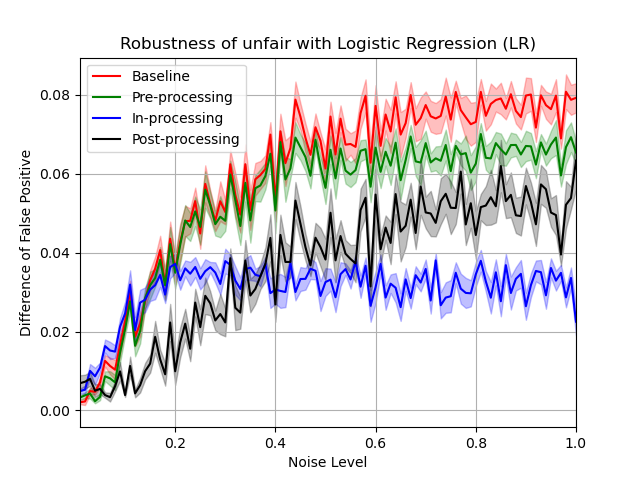 Robustness of unfair with Logistic Regression (LR)
Baseline
Pre-processing
In-processing
Post-processing
0.08
0.06
0.04
0.02
0.00
Difference of False Positive
0.2 0.4 0.6 0.8 1.0
Noise Level